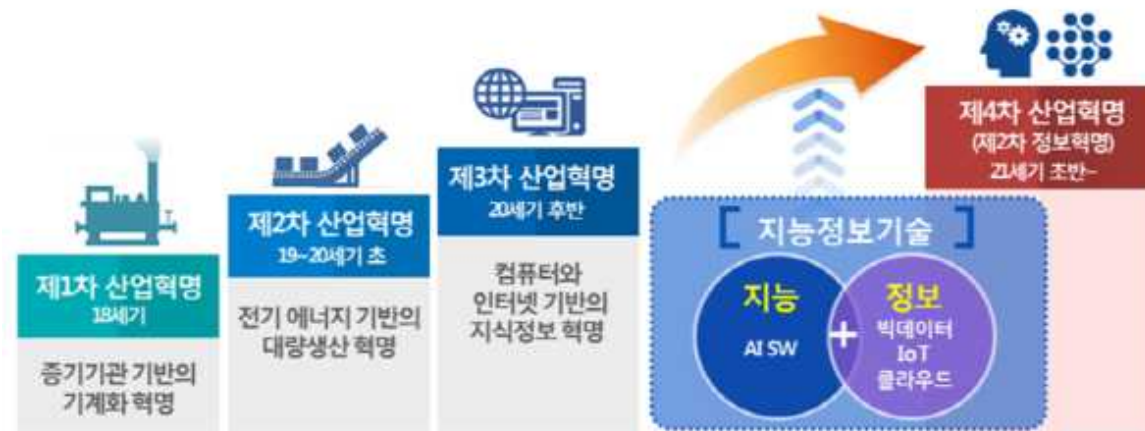 제1차 산업혁명
18세기
증기기관 기반의
기계화 혁명
제2차 산업혁명
19~20세기 초
전기 에너지 기반의
대량생산 혁명
제3차 산업혁명
20세기 후반
컴퓨터와
인터넷 기반의
지식정보 혁명
[ 지능정보기술 ]
지능
AI SW
+
정보
빅데이터
IoT
클라우드
제4차 산업혁명
(제2차 정보혁명)
21세기 초반~